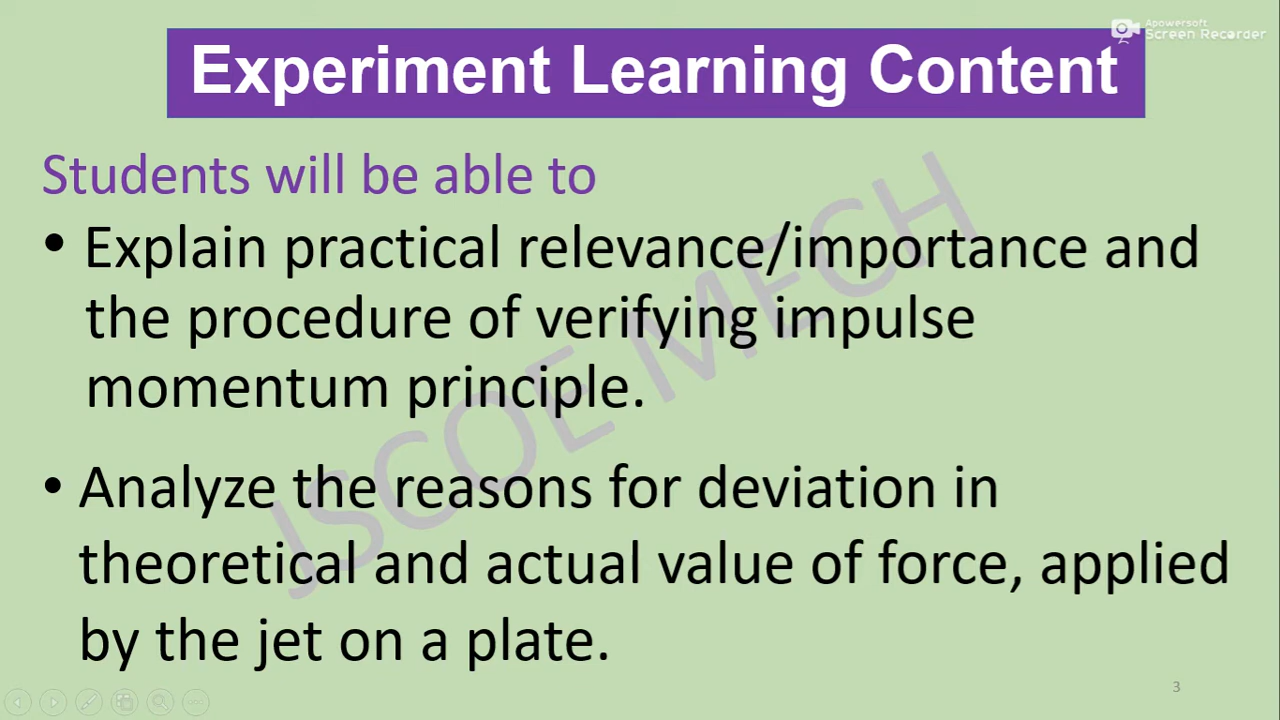 Apowersoft
Screen Recorder
Experiment Learning Content
Students will be able to
• Explain practical relevance/importance and
the procedure of verifying impulse
momentum principle.
• Analyze the reasons for deviation in
theoretical and actual value of force, applied
by the jet on a plate.
JSCOE MECH
3